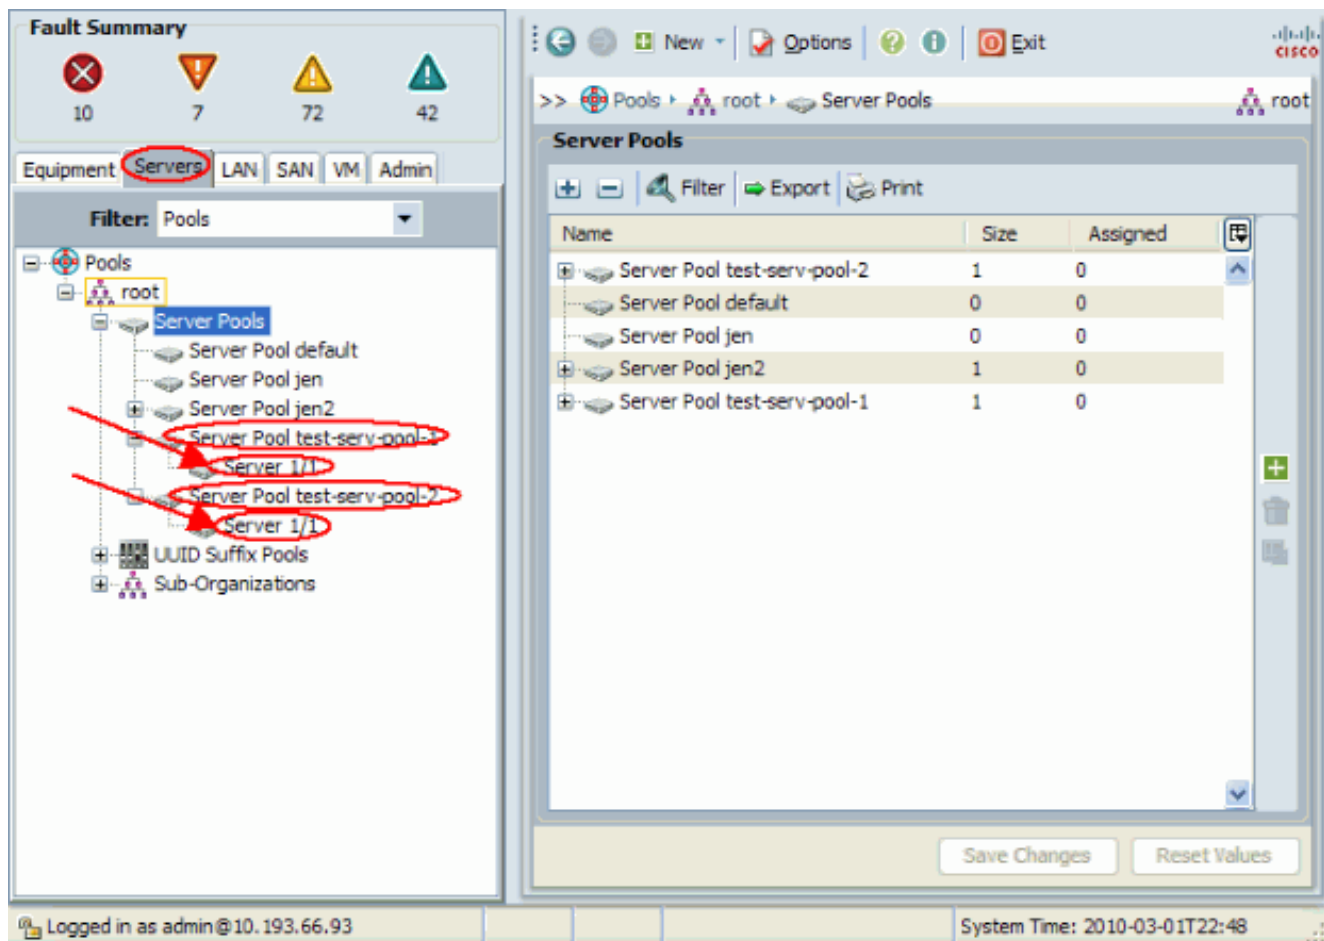 Fault Summary
10 7 72 42
Equipment Servers LAN SAN VM Admin
Filter: Pools
Pools
root
Server Pools
Server Pool default
Server Pool jen
Server Pool jen2
Server Pool test-serv-pool-1
Server 1/1
Server Pool test-serv-pool-2
Server 1/1
UUID Suffix Pools
Sub-Organizations
New Options Exit
CISCO
>> Pools root Server Pools root
Server Pools
Filter Export Print
Name Size Assigned
Server Pool test-serv-pool-2 1 0
Server Pool default 0 0
Server Pool jen 0 0
Server Pool jen2 1 0
Server Pool test-serv-pool-1 1 0
Save Changes Reset Values
Logged in as admin@10.193.66.93 System Time: 2010-03-01T22:48